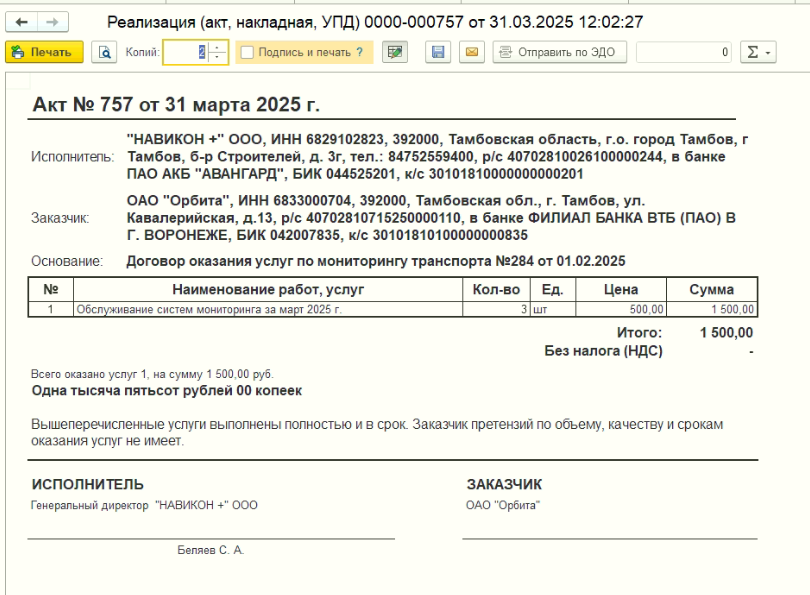 Реализация (акт, накладная, УПД) 0000-000757 от 31.03.2025 12:02:27
Печать Копий: 2 Подпись и печать ? Отправить по ЭДО 0 Σ
Акт № 757 от 31 марта 2025 г.
Исполнитель: "НАВИКОН +" ООО, ИНН 6829102823, 392000, Тамбовская область, г.о. город Тамбов, г
Тамбов, б-р Строителей, д. 3г, тел.: 84752559400, р/с 40702810026100000244, в банке
ПАО АКБ "АВАНГАРД", БИК 044525201, к/с 30101810000000000201
Заказчик: ОАО "Орбита", ИНН 6833000704, 392000, Тамбовская обл., г. Тамбов, ул.
Кавалерийская, д.13, р/с 40702810715250000110, в банке ФИЛИАЛ БАНКА ВТБ (ПАО) В
Г. ВОРОНЕЖЕ, БИК 042007835, к/с 30101810100000000835
Основание: Договор оказания услуг по мониторингу транспорта №284 от 01.02.2025
№ Наименование работ, услуг Кол-во Ед. Цена Сумма
1 Обслуживание систем мониторинга за март 2025 г. 3 шт 500,00 1 500,00
Итого: 1 500,00
Без налога (НДС) -
Всего оказано услуг 1, на сумму 1 500,00 руб.
Одна тысяча пятьсот рублей 00 копеек
Вышеперечисленные услуги выполнены полностью и в срок. Заказчик претензий по объему, качеству и срокам
оказания услуг не имеет.
ИСПОЛНИТЕЛЬ ЗАКАЗЧИК
Генеральный директор "НАВИКОН +" ООО ОАО "Орбита"
Беляев С. А.